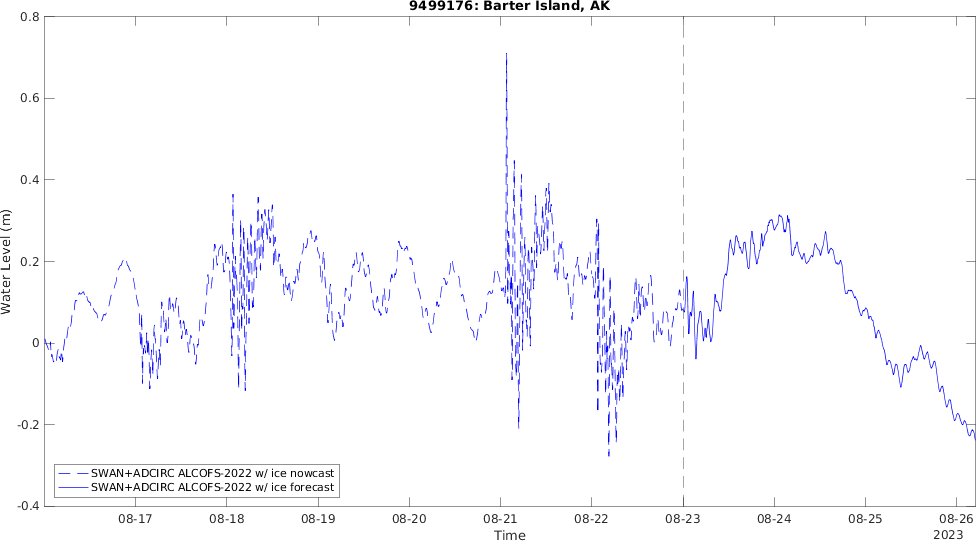 9499176: Barter Island, AK
Water Level (m)
0.8
0.6
0.4
0.2
0
-0.2
-0.4
SWAN+ADCIRC ALCOFS-2022 w/ ice nowcast
SWAN+ADCIRC ALCOFS-2022 w/ ice forecast
08-17 08-18 08-19 08-20 08-21 08-22 08-23 08-24 08-25 08-26
Time 2023